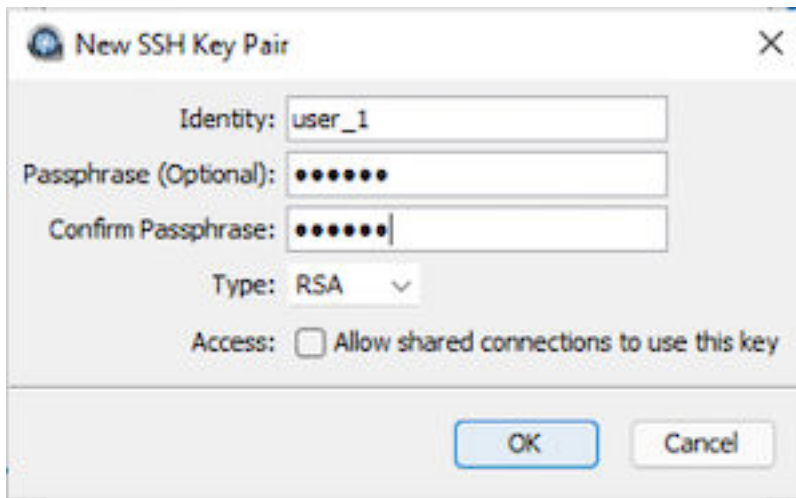 New SSH Key Pair
Identity: user_1
Passphrase (Optional): ••••••
Confirm Passphrase: ••••••
Type: RSA
Access: Allow shared connections to use this key
OK Cancel